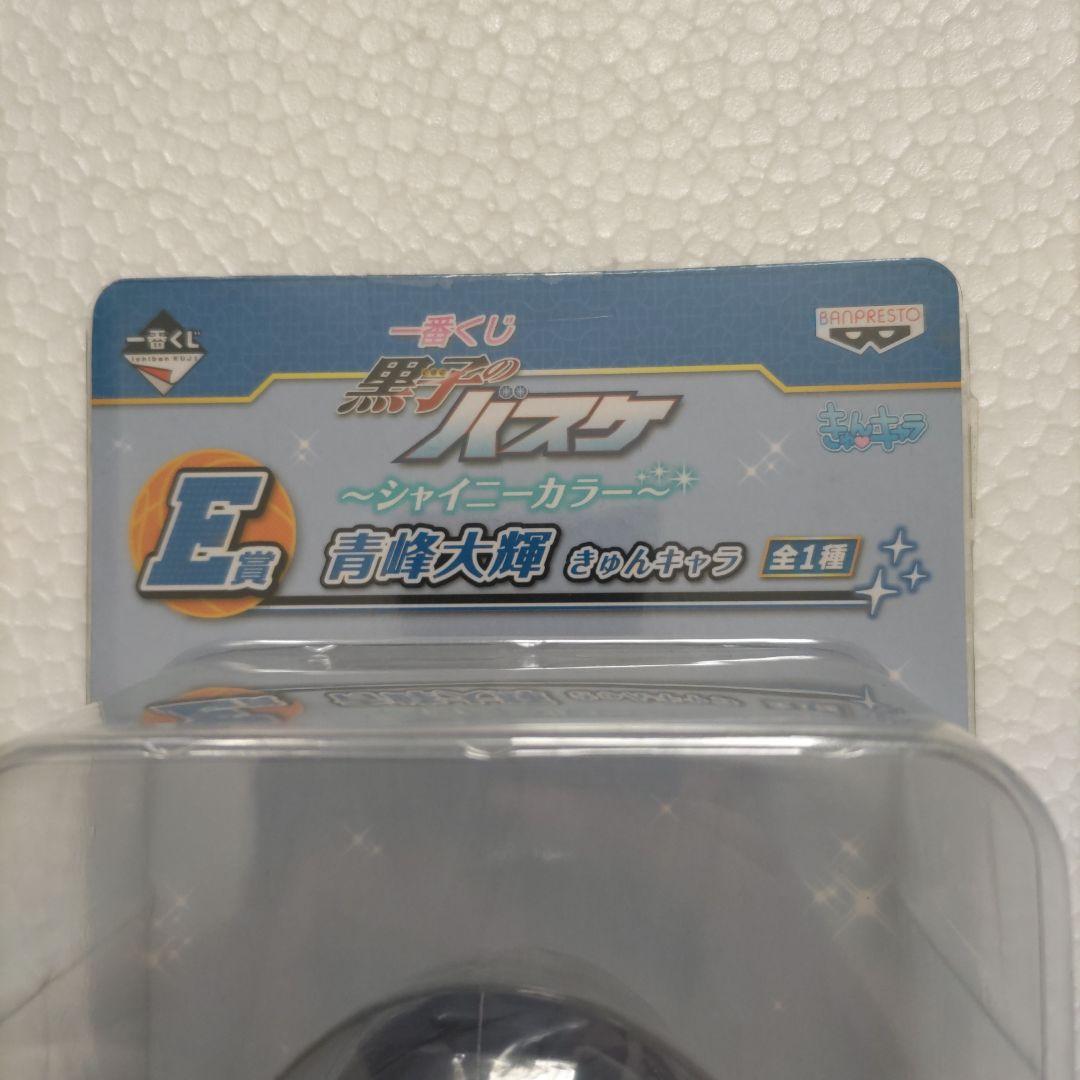 一番くじ
Ichiban KUJI
一番くじ
黒子の
バスケ
～シャイニーカラー～
BANPRESTO
きゅんキャラ
E賞
青峰大輝 きゅんキャラ 全1種